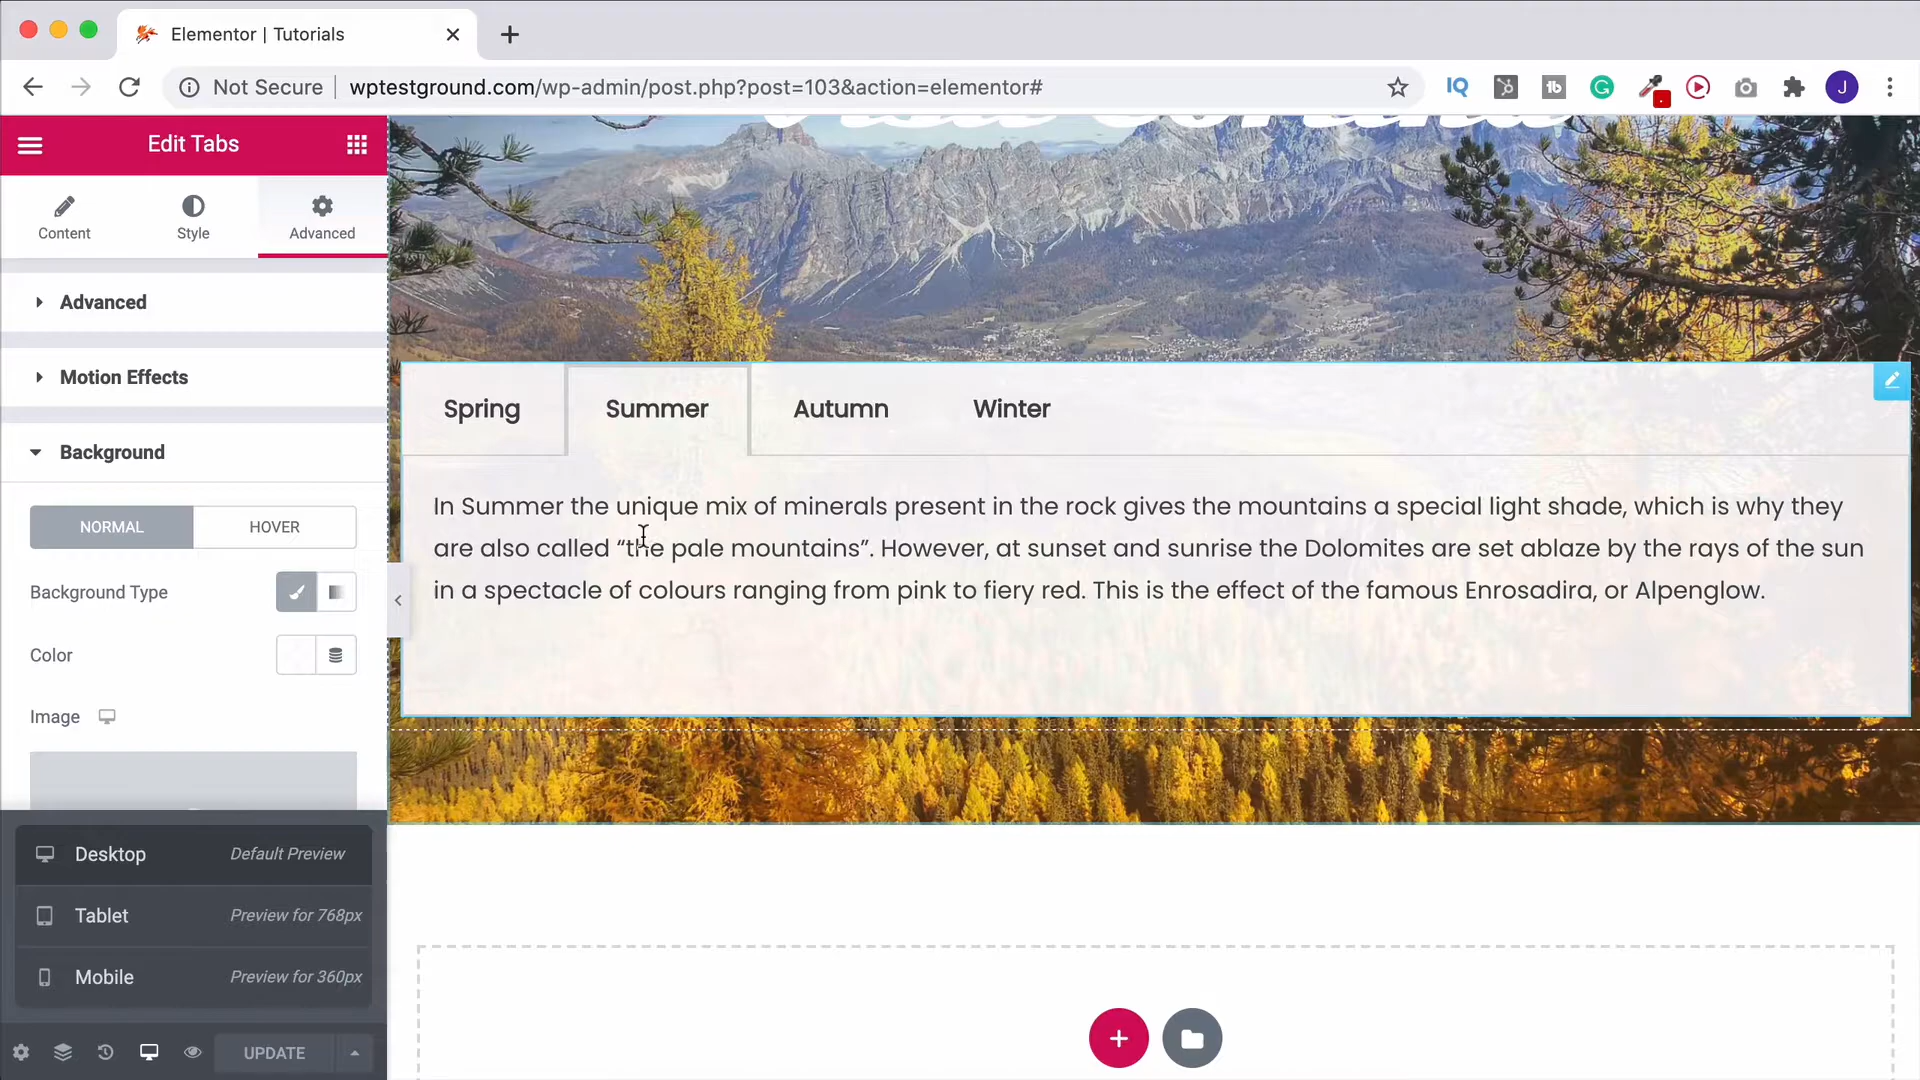 Elementor | Tutorials
Not Secure
wptestground.com/wp-admin/post.php?post=103&action=elementor#
IQ
tb
J
Edit Tabs
Content
Style
Advanced
Advanced
Motion Effects
Background
NORMAL
HOVER
Background Type
Color
Image
Desktop
Default Preview
Tablet
Preview for 768px
Mobile
Preview for 360px
UPDATE
Spring
Summer
Autumn
Winter
In Summer the unique mix of minerals present in the rock gives the mountains a special light shade, which is why they
are also called “the pale mountains”. However, at sunset and sunrise the Dolomites are set ablaze by the rays of the sun
in a spectacle of colours ranging from pink to fiery red. This is the effect of the famous Enrosadira, or Alpenglow.